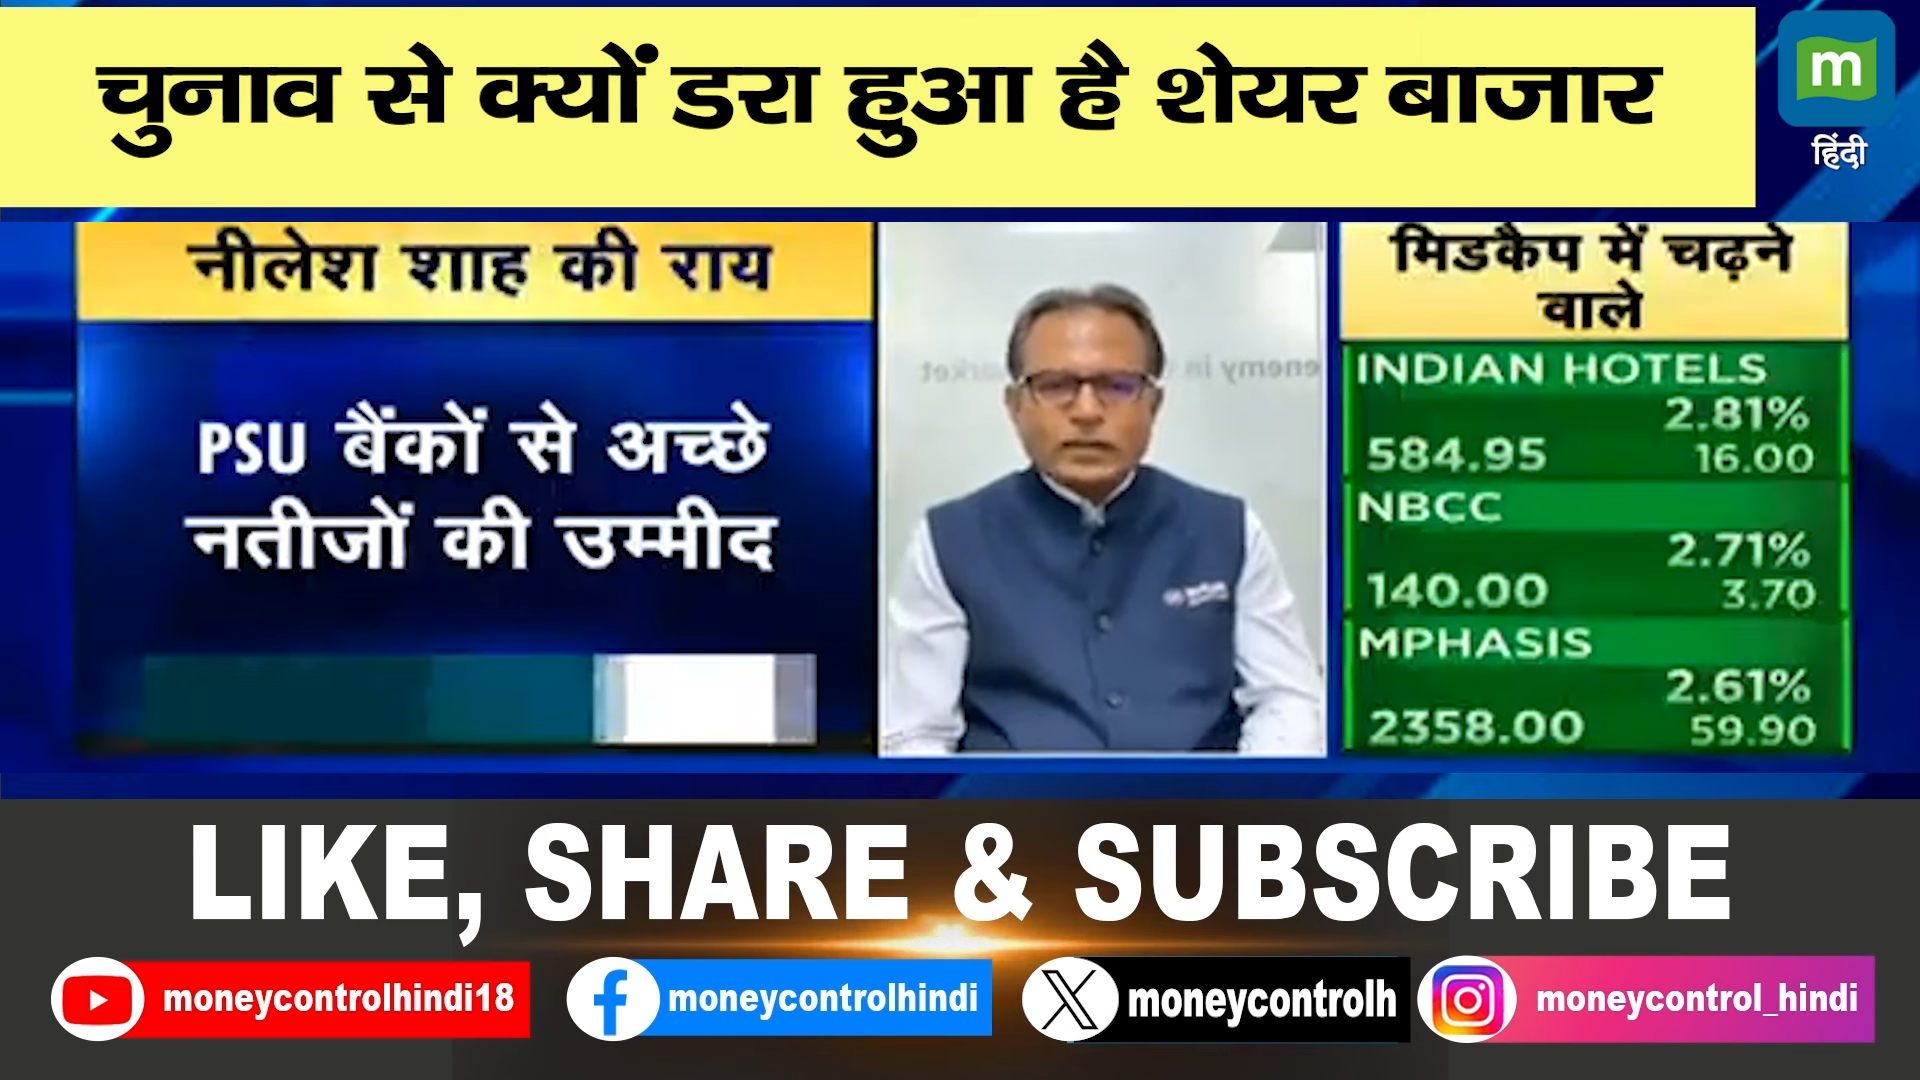 चुनाव से क्यों डरा हुआ है शेयर बाजार
m
हिंदी
नीलेश शाह की राय
PSU बैंकों से अच्छे
नतीजों की उम्मीद
मिडकैप में चढ़ने
वाले
INDIAN HOTELS
2.81%
584.95 16.00
NBCC
2.71%
140.00 3.70
MPHASIS
2.61%
2358.00 59.90
LIKE, SHARE & SUBSCRIBE
moneycontrolhindi18
moneycontrolhindi
moneycontrolh
moneycontrol_hindi